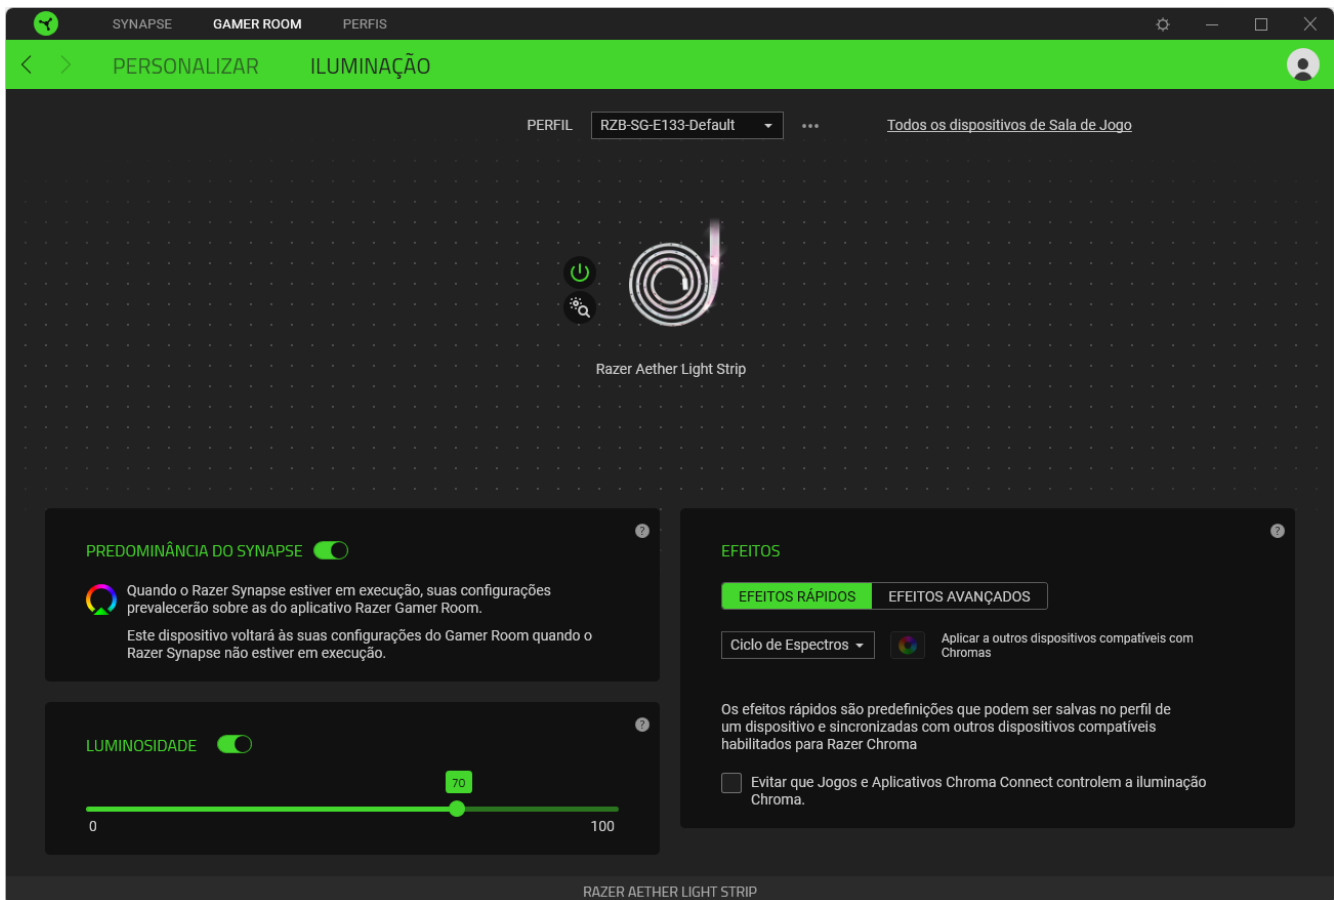 SYNAPSE GAMER ROOM PERFIS
PERSONALIZAR ILUMINAÇÃO
PERFIL RZB-SG-E133-Default ••• Todos os dispositivos de Sala de Jogo
Razer Aether Light Strip
PREDOMINÂNCIA DO SYNAPSE
?
Quando o Razer Synapse estiver em execução, suas configurações
prevalecerão sobre as do aplicativo Razer Gamer Room.
Este dispositivo voltará às suas configurações do Gamer Room quando o
Razer Synapse não estiver em execução.
LUMINOSIDADE
?
70
0 100
EFEITOS
?
EFEITOS RÁPIDOS EFEITOS AVANÇADOS
Ciclo de Espectros
Aplicar a outros dispositivos compatíveis com
Chromas
Os efeitos rápidos são predefinições que podem ser salvas no perfil de
um dispositivo e sincronizadas com outros dispositivos compatíveis
habilitados para Razer Chroma
Evitar que Jogos e Aplicativos Chroma Connect controlem a iluminação
Chroma.
RAZER AETHER LIGHT STRIP